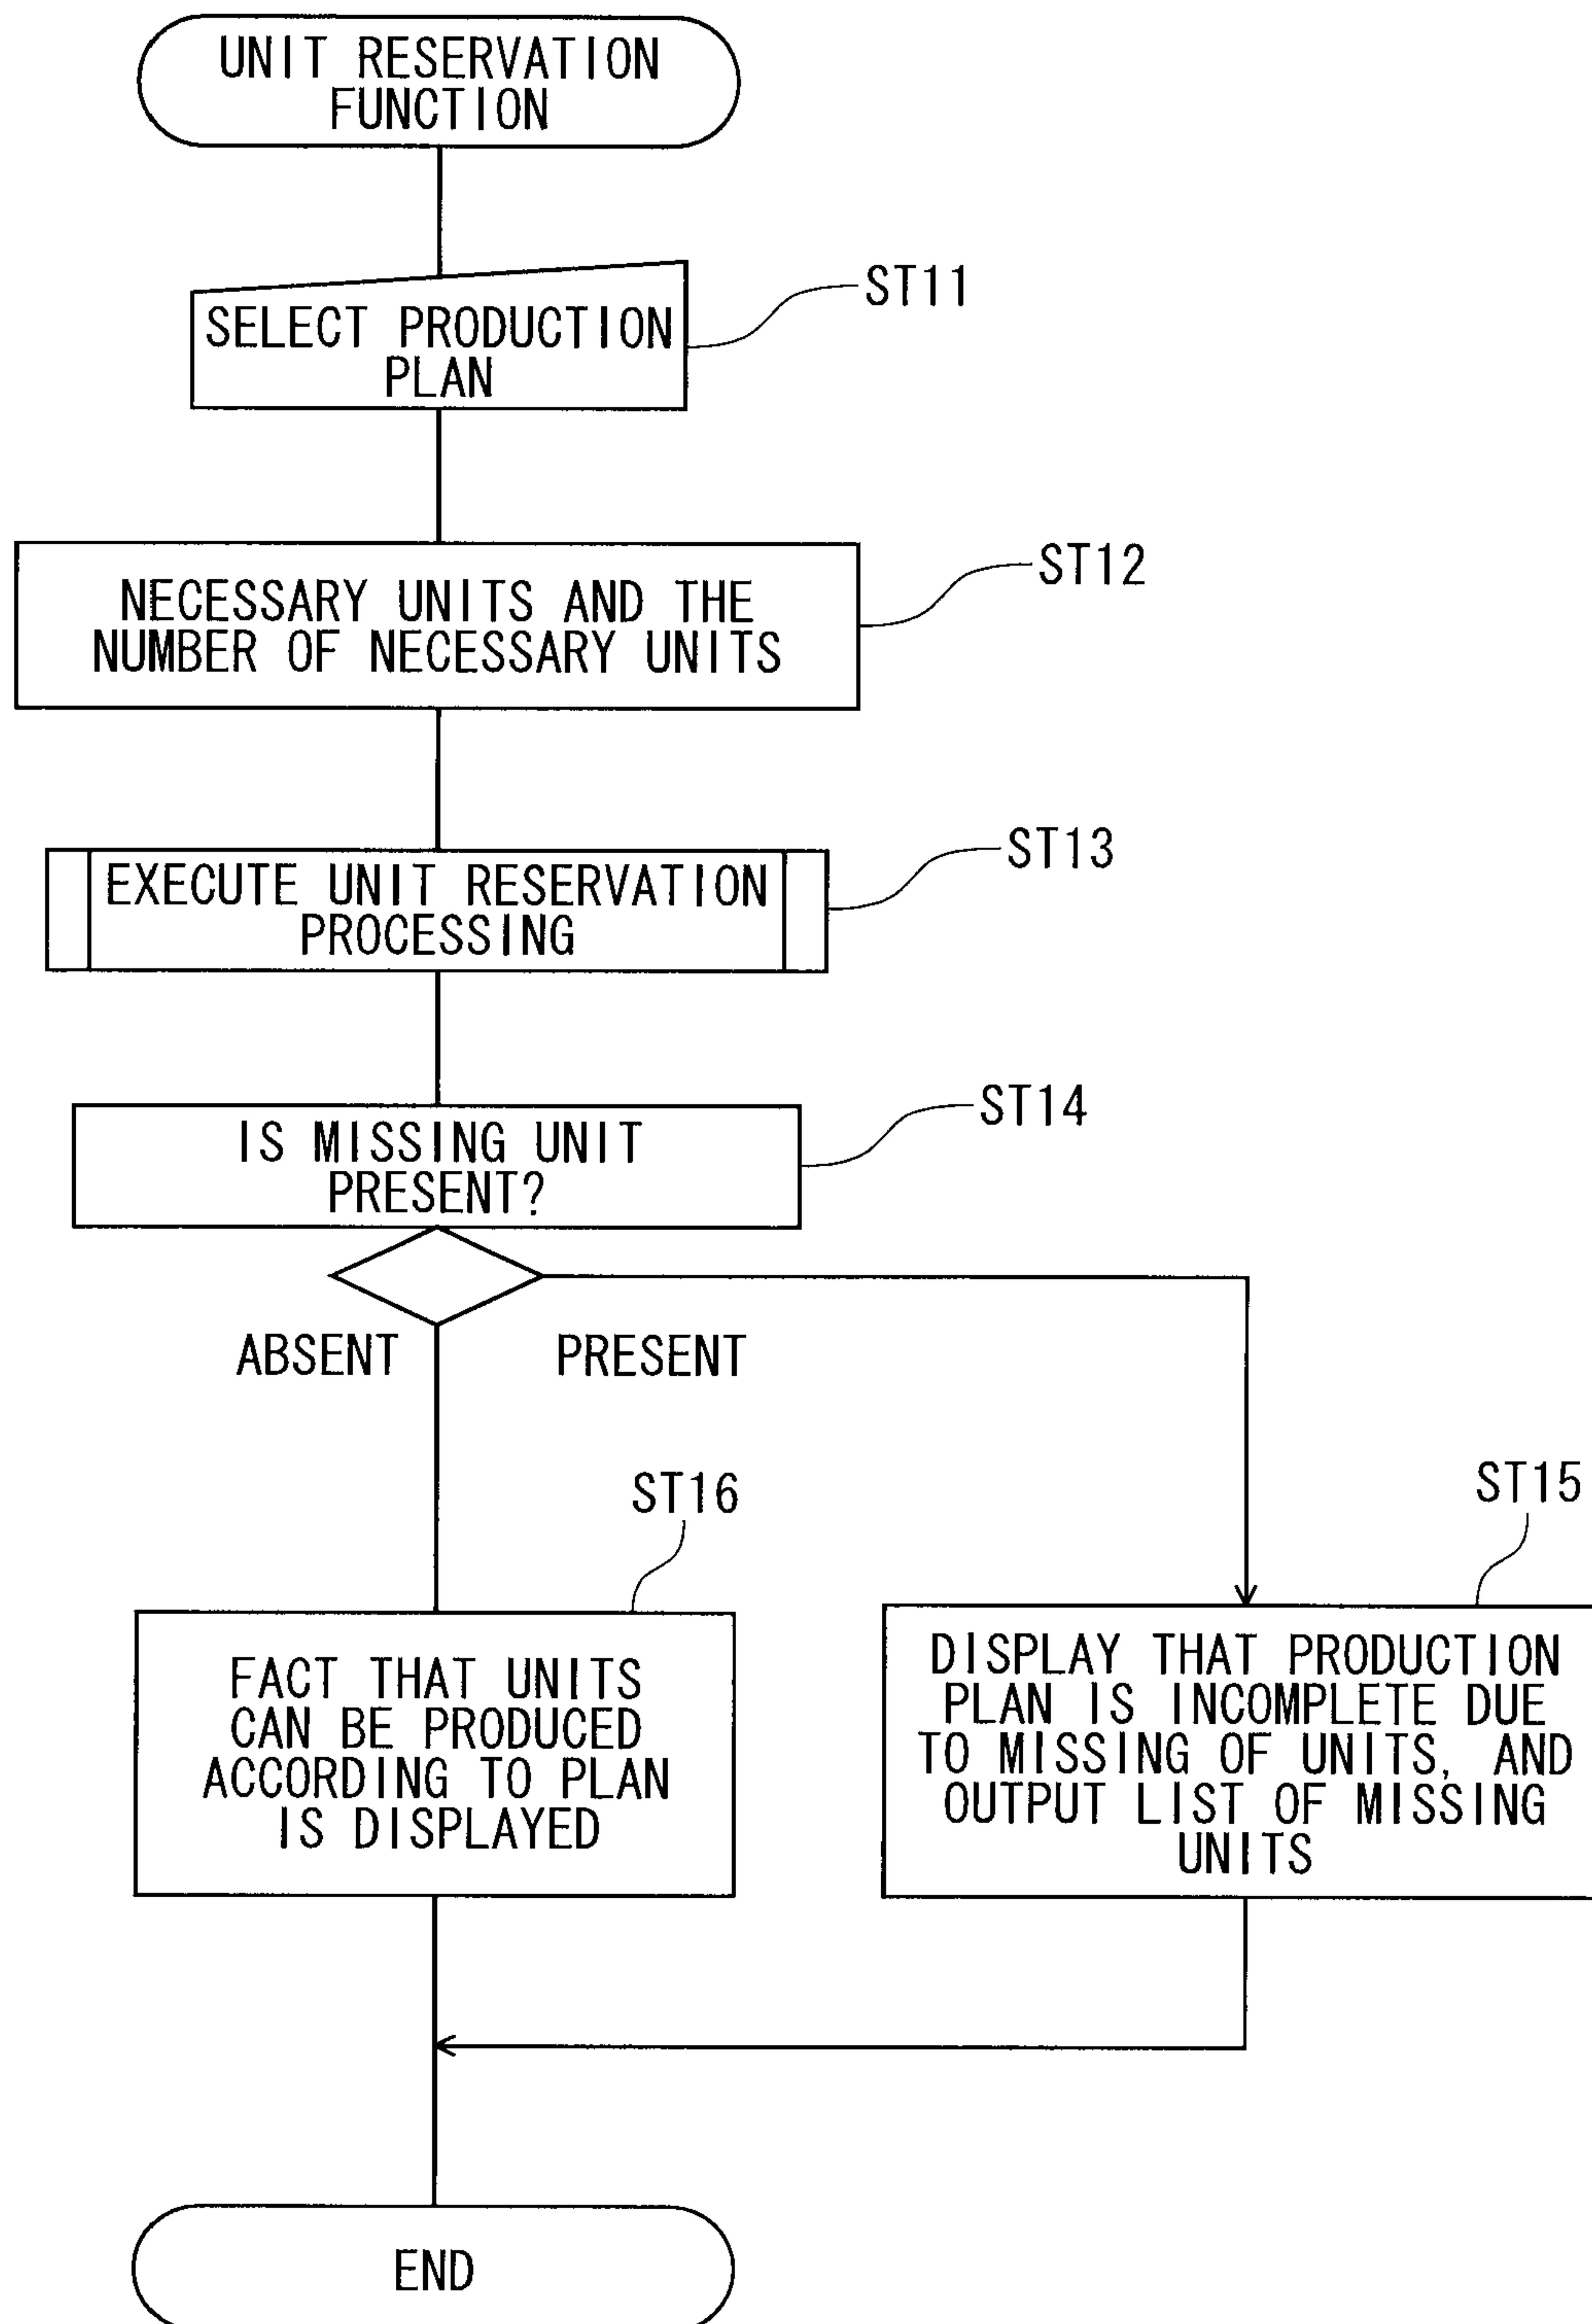 UNIT RESERVATION
FUNCTION
ST11
SELECT PRODUCTION
PLAN
ST12
NECESSARY UNITS AND THE
NUMBER OF NECESSARY UNITS
ST13
EXECUTE UNIT RESERVATION
PROCESSING
ST14
IS MISSING UNIT
PRESENT?
ABSENT
PRESENT
ST16
FACT THAT UNITS
CAN BE PRODUCED
ACCORDING TO PLAN
IS DISPLAYED
ST15
DISPLAY THAT PRODUCTION
PLAN IS INCOMPLETE DUE
TO MISSING OF UNITS, AND
OUTPUT LIST OF MISSING
UNITS
END